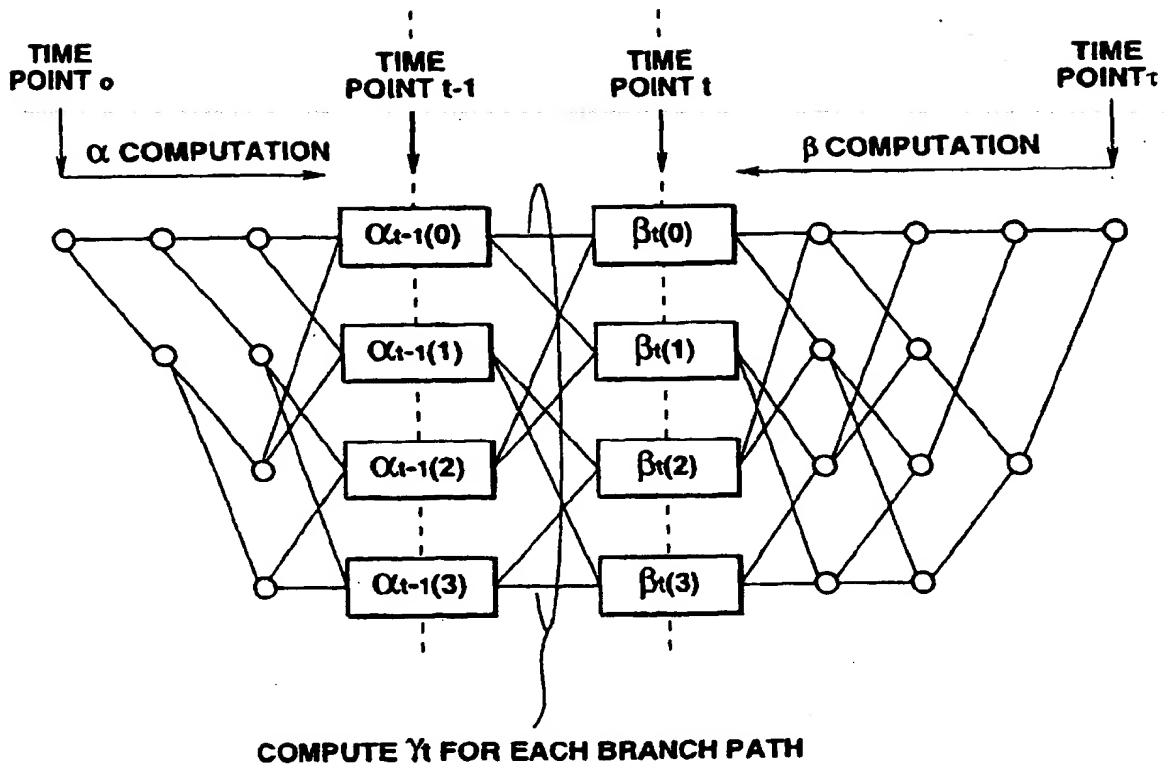 TIME
POINT o
TIME
POINT t-1
TIME
POINT t
TIME
POINT τ
α COMPUTATION
β COMPUTATION
αt-1(0)
βt(0)
αt-1(1)
βt(1)
αt-1(2)
βt(2)
αt-1(3)
βt(3)
COMPUTE γt FOR EACH BRANCH PATH